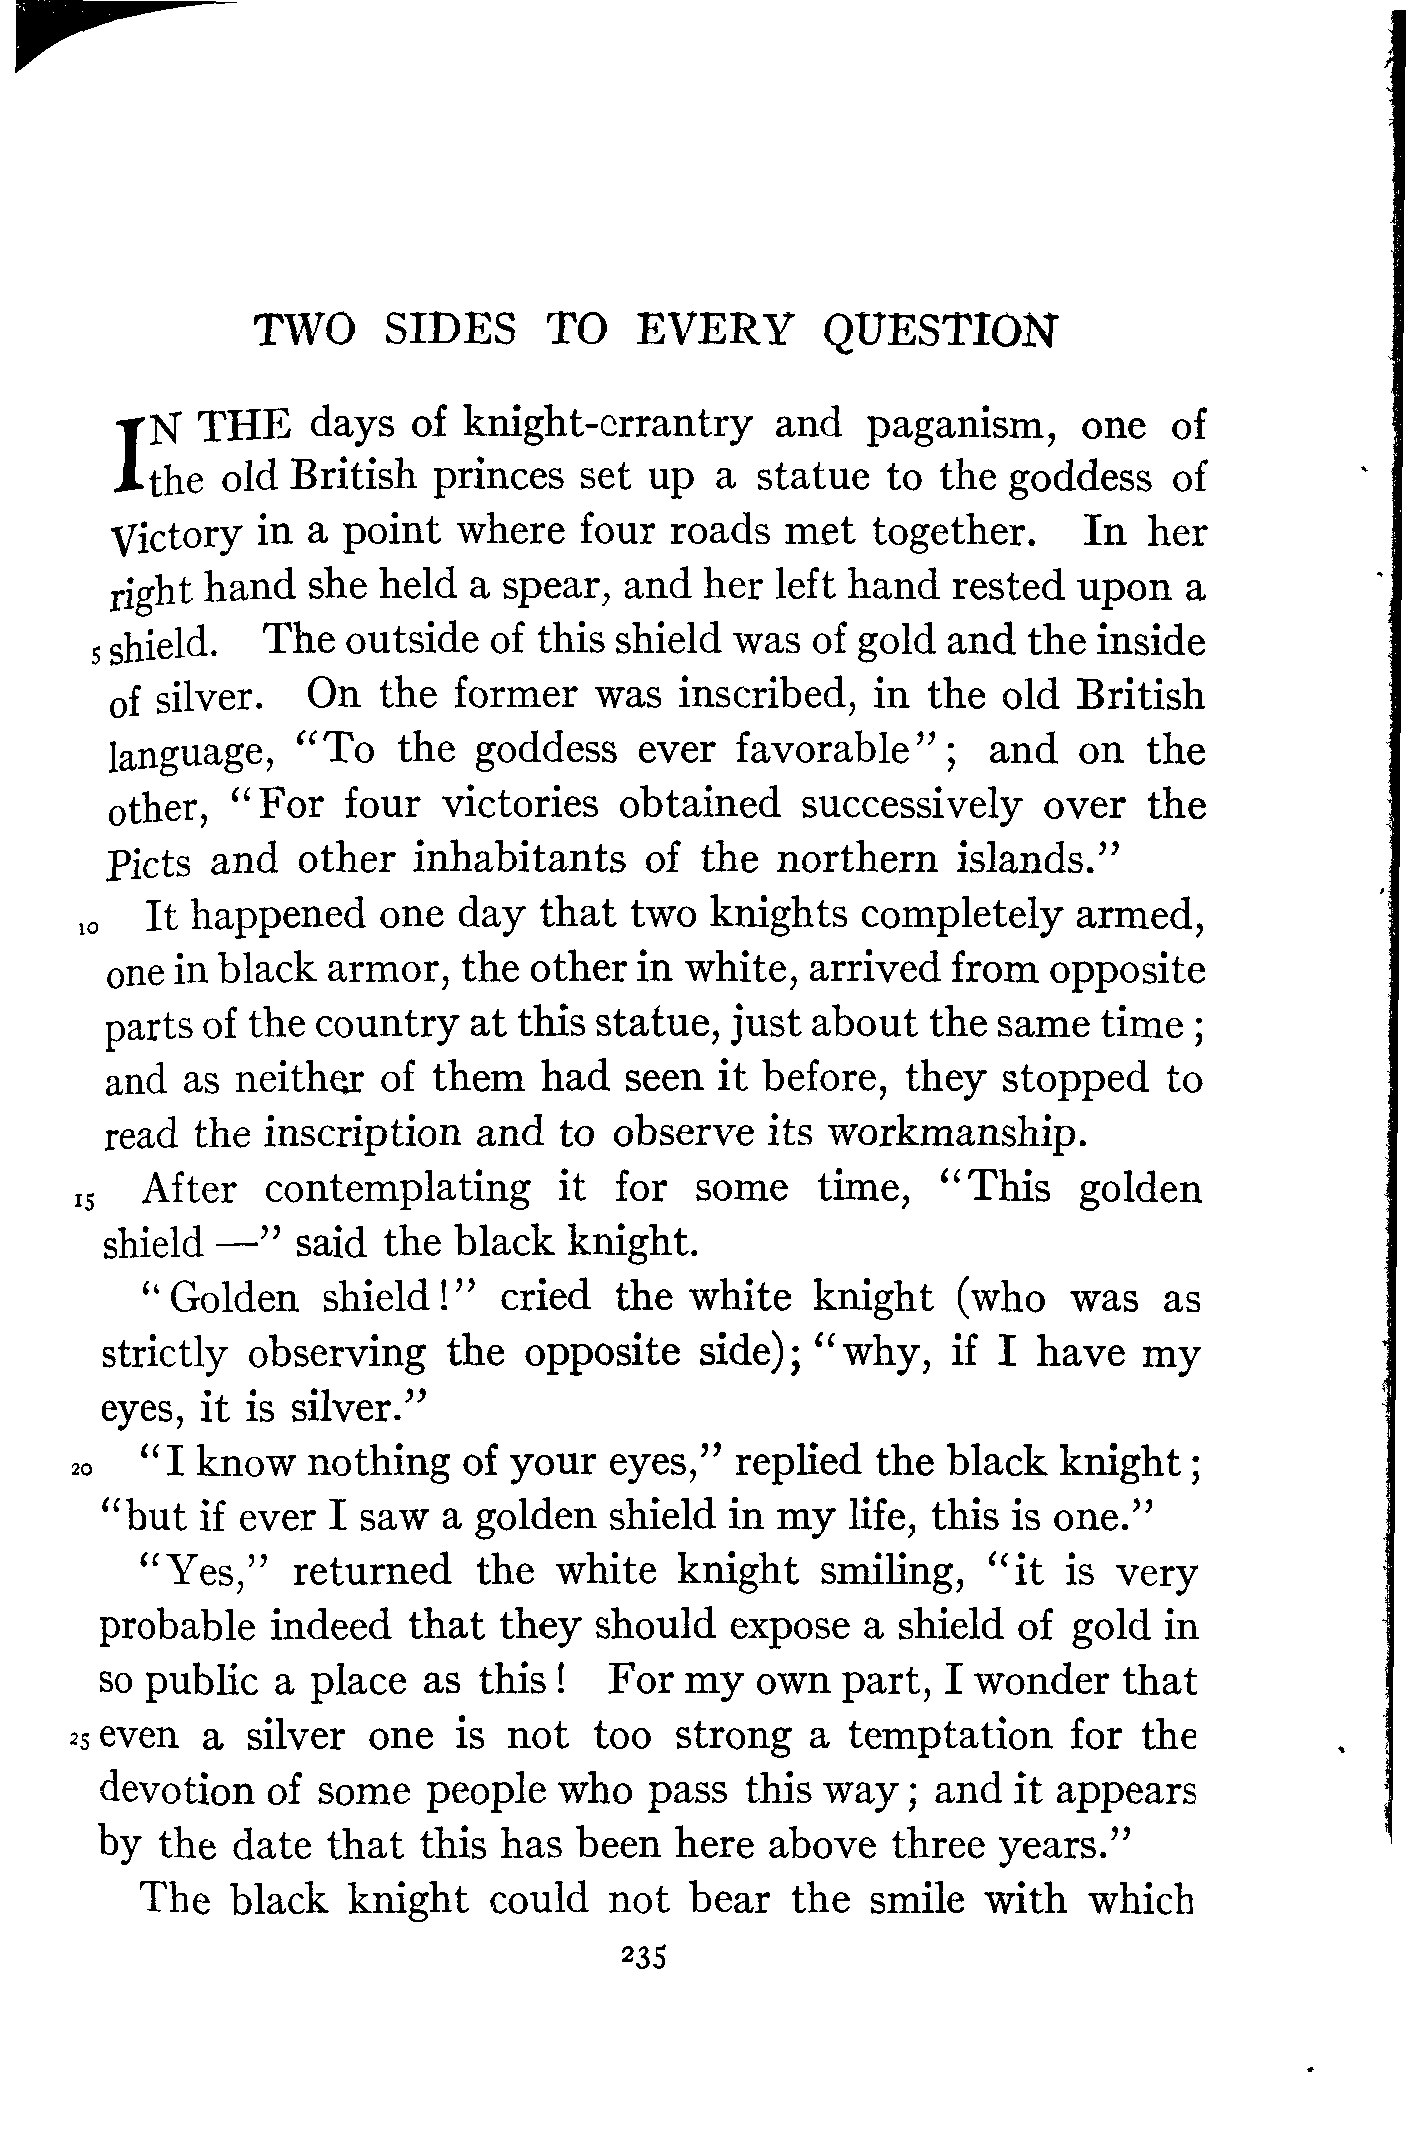 TWO SIDES TO EVERY QUESTION
IN THE days of knight-errantry and paganism, one of
the old British princes set up a statue to the goddess of
Victory in a point where four roads met together. In her
right hand she held a spear, and her left hand rested upon a
5 shield. The outside of this shield was of gold and the inside
of silver. On the former was inscribed, in the old British
language, "To the goddess ever favorable"; and on the
other, "For four victories obtained successively over the
Picts and other inhabitants of the northern islands."
10 It happened one day that two knights completely armed,
one in black armor, the other in white, arrived from opposite
parts of the country at this statue, just about the same time;
and as neither of them had seen it before, they stopped to
read the inscription and to observe its workmanship.
15 After contemplating it for some time, "This golden
shield —" said the black knight.
"Golden shield!" cried the white knight (who was as
strictly observing the opposite side); "why, if I have my
eyes, it is silver."
20 "I know nothing of your eyes," replied the black knight;
"but if ever I saw a golden shield in my life, this is one."
"Yes," returned the white knight smiling, "it is very
probable indeed that they should expose a shield of gold in
so public a place as this! For my own part, I wonder that
25 even a silver one is not too strong a temptation for the
devotion of some people who pass this way; and it appears
by the date that this has been here above three years."
The black knight could not bear the smile with which
235